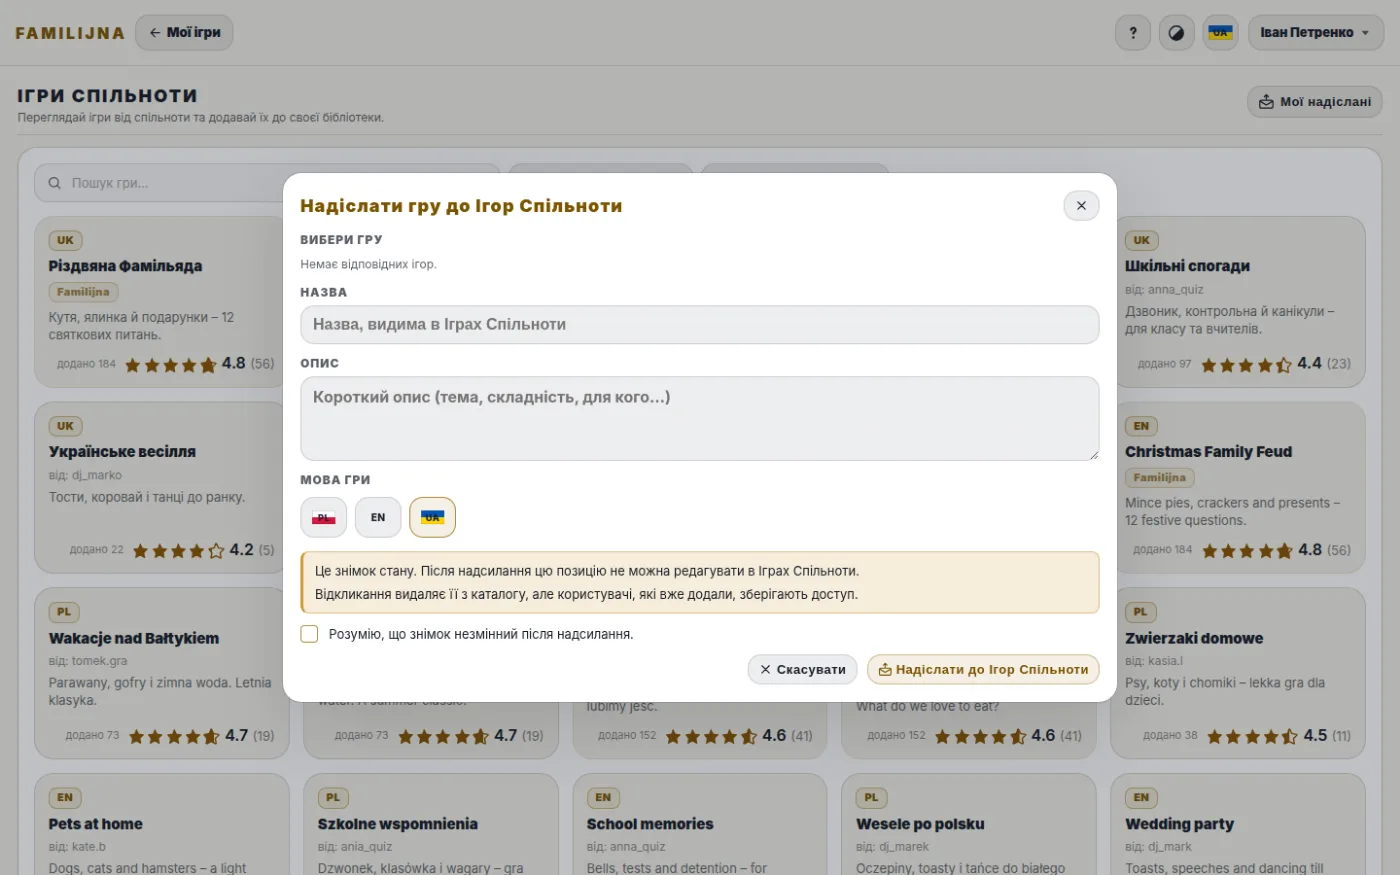 FAMILIJNA
← Мої ігри
?
UA
Іван Петренко
ІГРИ СПІЛЬНОТИ
Переглядай ігри від спільноти та додавай їх до своєї бібліотеки.
Мої надіслані
Пошук гри...
Надіслати гру до Ігор Спільноти
ВИБЕРИ ГРУ
Немає відповідних ігор.
НАЗВА
Назва, видима в Іграх Спільноти
ОПИС
Короткий опис (тема, складність, для кого...)
МОВА ГРИ
PL
EN
UA
Це знімок стану. Після надсилання цю позицію не можна редагувати в Іграх Спільноти.
Відкликання видаляє її з каталогу, але користувачі, які вже додали, зберігають доступ.
Розумію, що знімок незмінний після надсилання.
Скасувати
Надіслати до Ігор Спільноти
UK
Різдвяна Фамільяда
Familijna
Кутя, ялинка й подарунки – 12
святкових питань.
додано 184
4.8 (56)
UK
Шкільні спогади
від: anna_quiz
Дзвоник, контрольна й канікули –
для класу та вчителів.
додано 97
4.4 (23)
UK
Українське весілля
від: dj_marko
Тости, коровай і танці до ранку.
додано 22
4.2 (5)
EN
Christmas Family Feud
Familijna
Mince pies, crackers and presents –
12 festive questions.
додано 184
4.8 (56)
PL
Wakacje nad Bałtykiem
від: tomek.gra
Parawany, gofry i zimna woda. Letnia
klasyka.
додано 73
4.7 (19)
water. A summer classic.
додано 73
4.7 (19)
lubimy jeść.
додано 152
4.6 (41)
What do we love to eat?
додано 152
4.6 (41)
PL
Zwierzaki domowe
від: kasia.l
Psy, koty i chomiki – lekka gra dla
dzieci.
додано 38
4.5 (11)
EN
Pets at home
від: kate.b
Dogs, cats and hamsters – a light
PL
Szkolne wspomnienia
від: ania_quiz
Dzwonek, klasówka i wagary – gra
EN
School memories
від: anna_quiz
Bells, tests and detention – for
PL
Wesele po polsku
від: dj_marek
Oczepiny, toasty i tańce do białego
EN
Wedding party
від: dj_mark
Toasts, speeches and dancing till